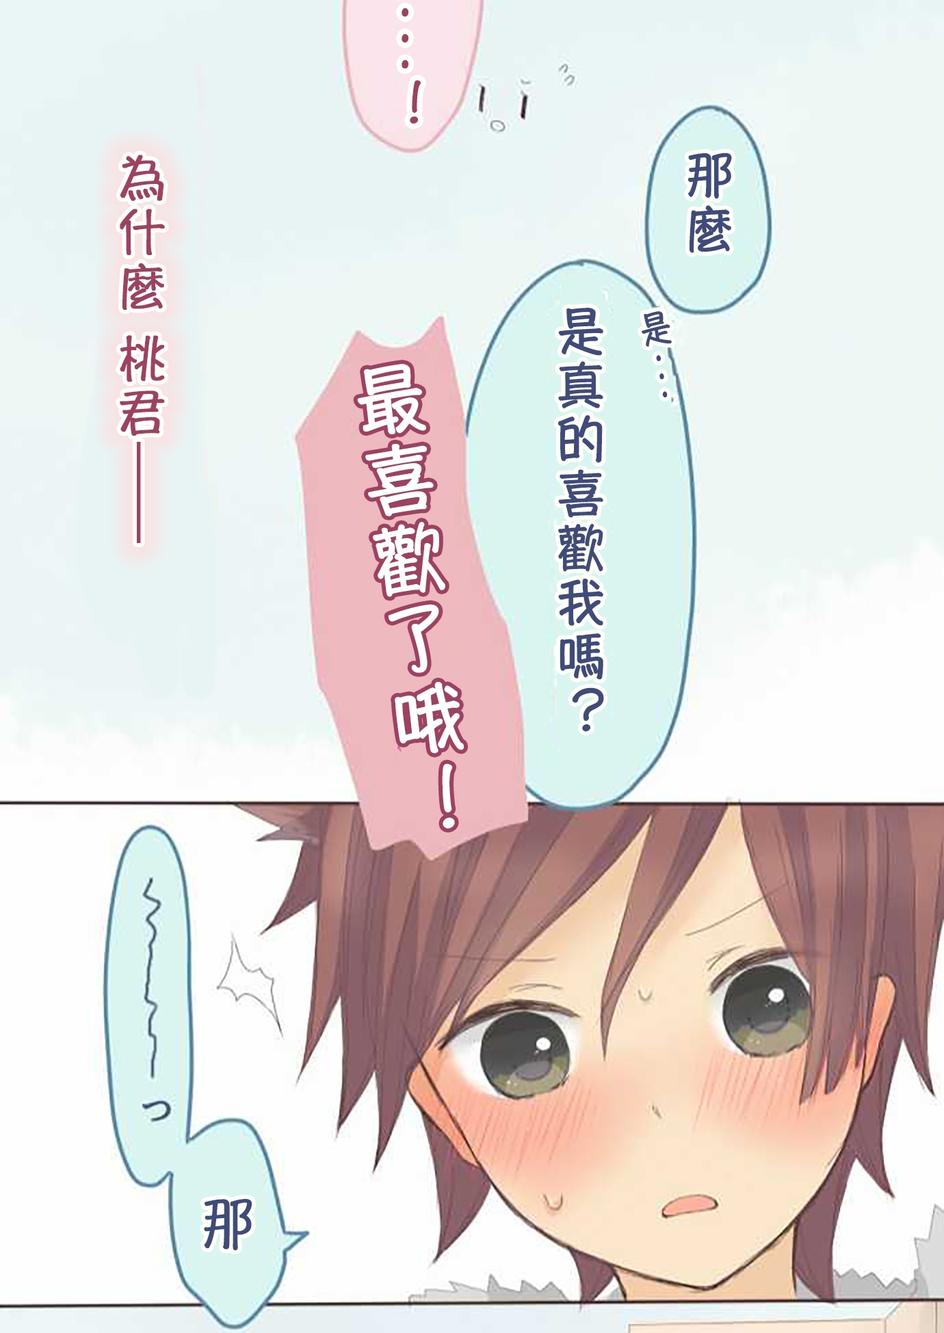 那麼
是...
是真的喜歡我嗎？
....！
最喜歡了哦！
為什麼 桃君——
っ
那